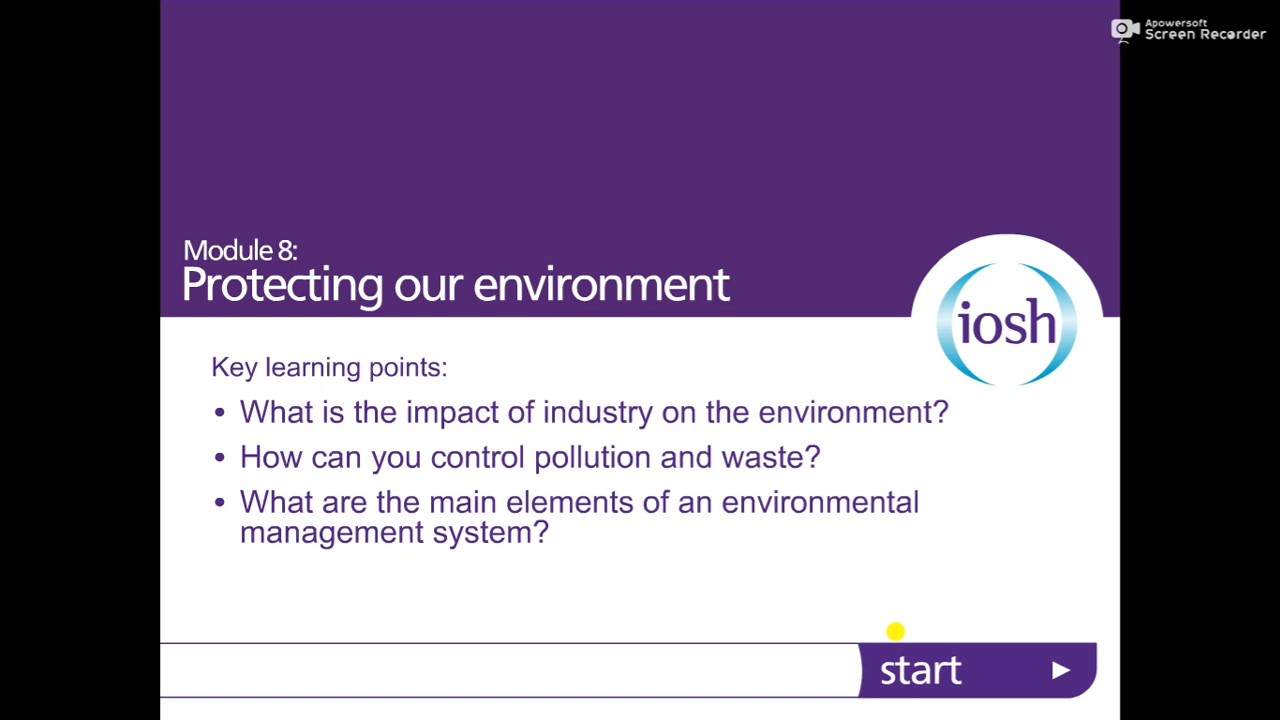 Apowersoft
Screen Recorder
Module 8:
Protecting our environment
iosh
Key learning points:
• What is the impact of industry on the environment?
• How can you control pollution and waste?
• What are the main elements of an environmental
management system?
start